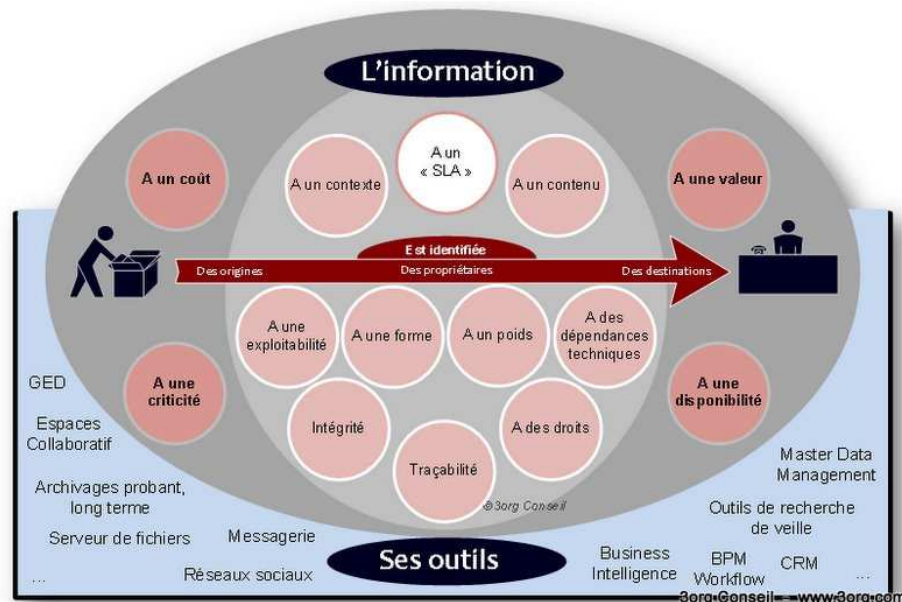 L'information
A un
« SLA »
A un coût
A un contexte
A un contenu
A une valeur
Est identifiée
Des origines
Des propriétaires
Des destinations
A une
exploitabilité
A une forme
A un poids
A des
dépendances
techniques
A une
criticité
Intégrité
Traçabilité
A des droits
A une
disponibilité
© 3org Conseil
GED
Espaces
Collaboratif
Archivages probant,
long terme
Serveur de fichiers
Messagerie
Réseaux sociaux
...
Ses outils
Master Data
Management
Outils de recherche
de veille
Business
Intelligence
BPM
Workflow
CRM
...
3org Conseil – www.3org.com